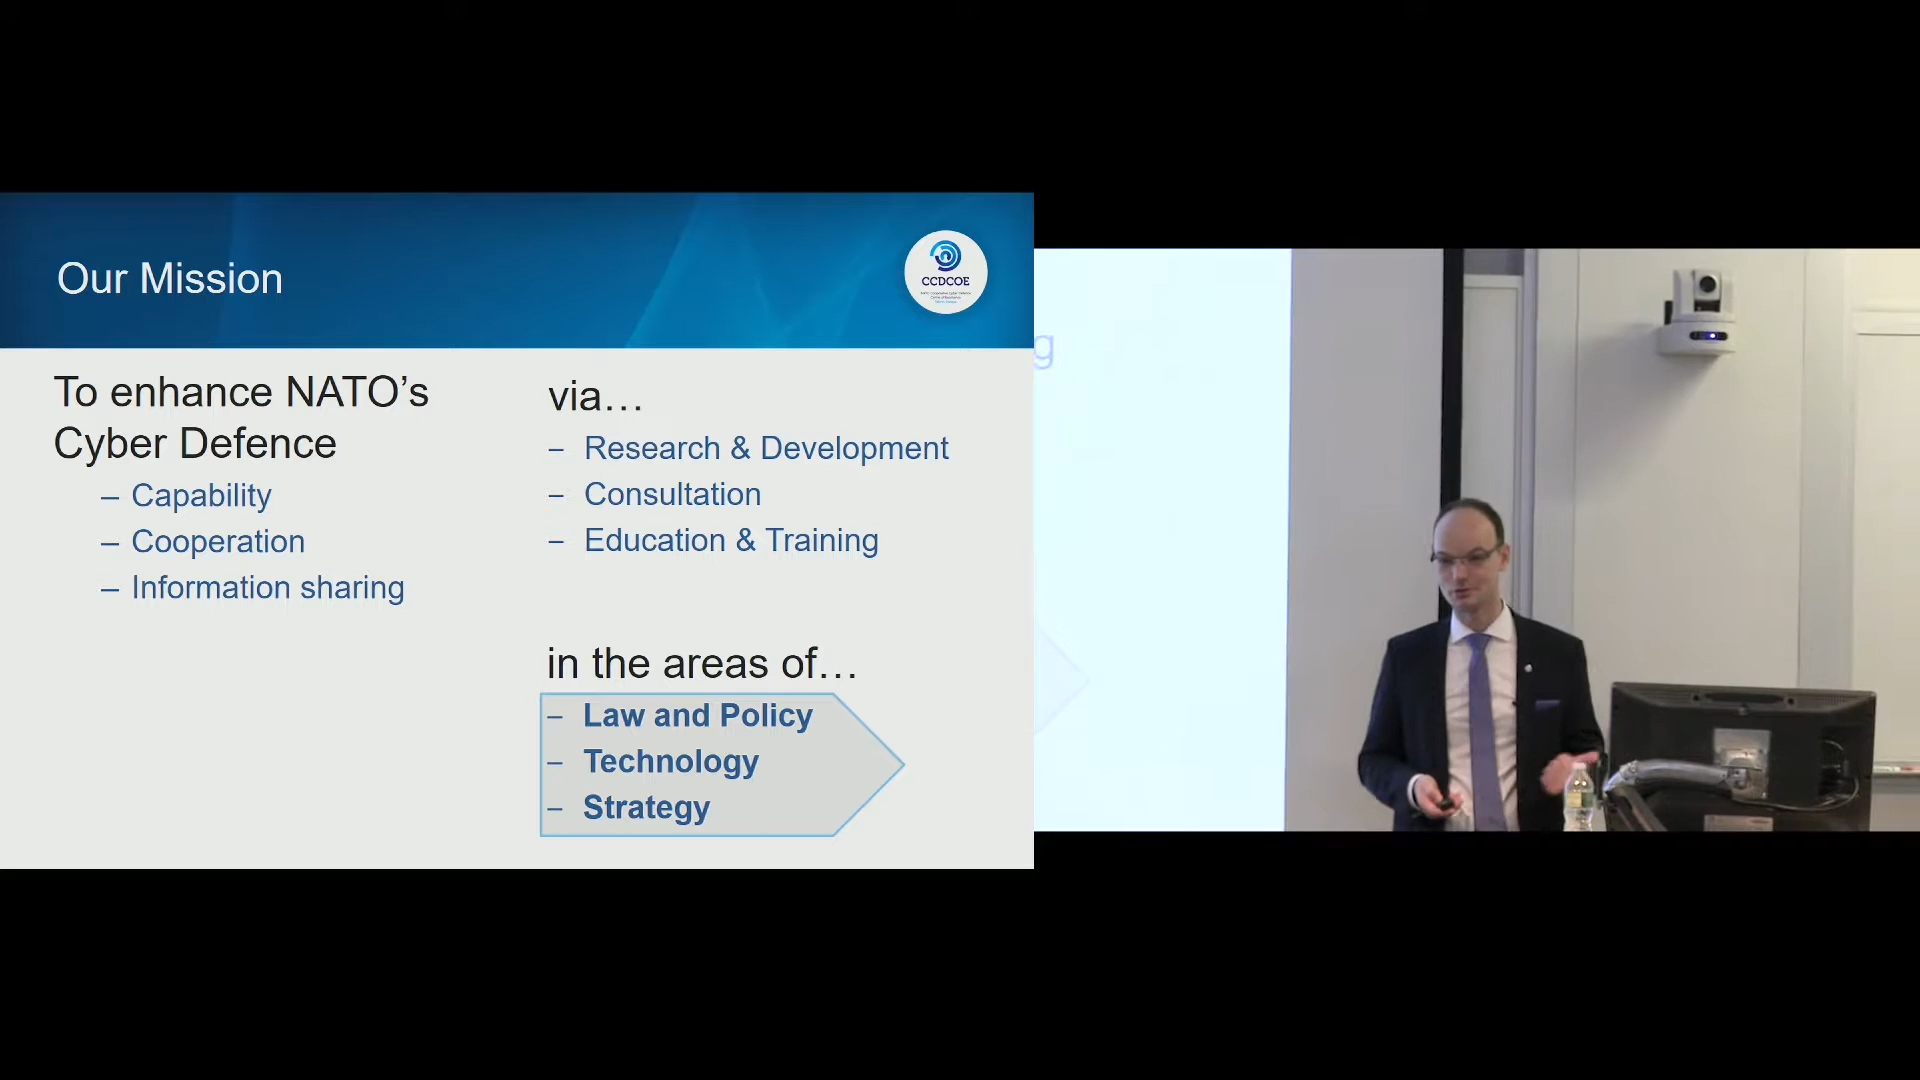 Our Mission
CCDCOE
To enhance NATO’s
Cyber Defence
– Capability
– Cooperation
– Information sharing
via…
– Research & Development
– Consultation
– Education & Training
in the areas of…
– Law and Policy
– Technology
– Strategy
g